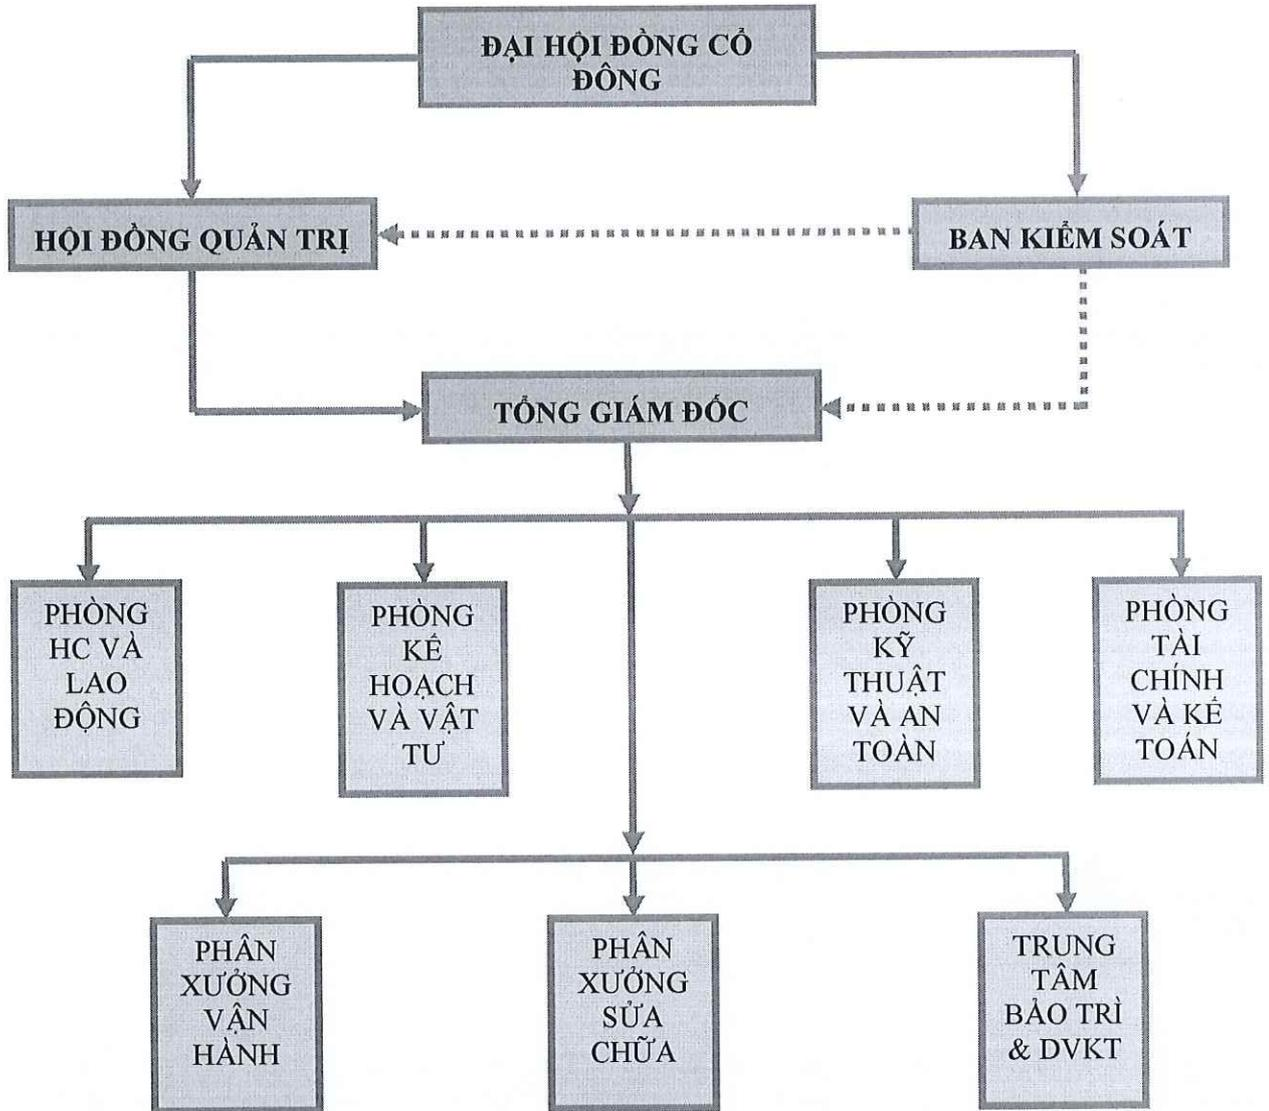 ĐẠI HỘI ĐỒNG CỔ
ĐÔNG
HỘI ĐỒNG QUẢN TRỊ
BAN KIỂM SOÁT
TỔNG GIÁM ĐỐC
PHÒNG
HC VÀ
LAO
ĐỘNG
PHÒNG
KẾ
HOẠCH
VÀ VẬT
TƯ
PHÒNG
KỸ
THUẬT
VÀ AN
TOÀN
PHÒNG
TÀI
CHÍNH
VÀ KẾ
TOÁN
PHÂN
XƯỞNG
VẬN
HÀNH
PHÂN
XƯỞNG
SỬA
CHỮA
TRUNG
TÂM
BẢO TRÌ
& DVKT